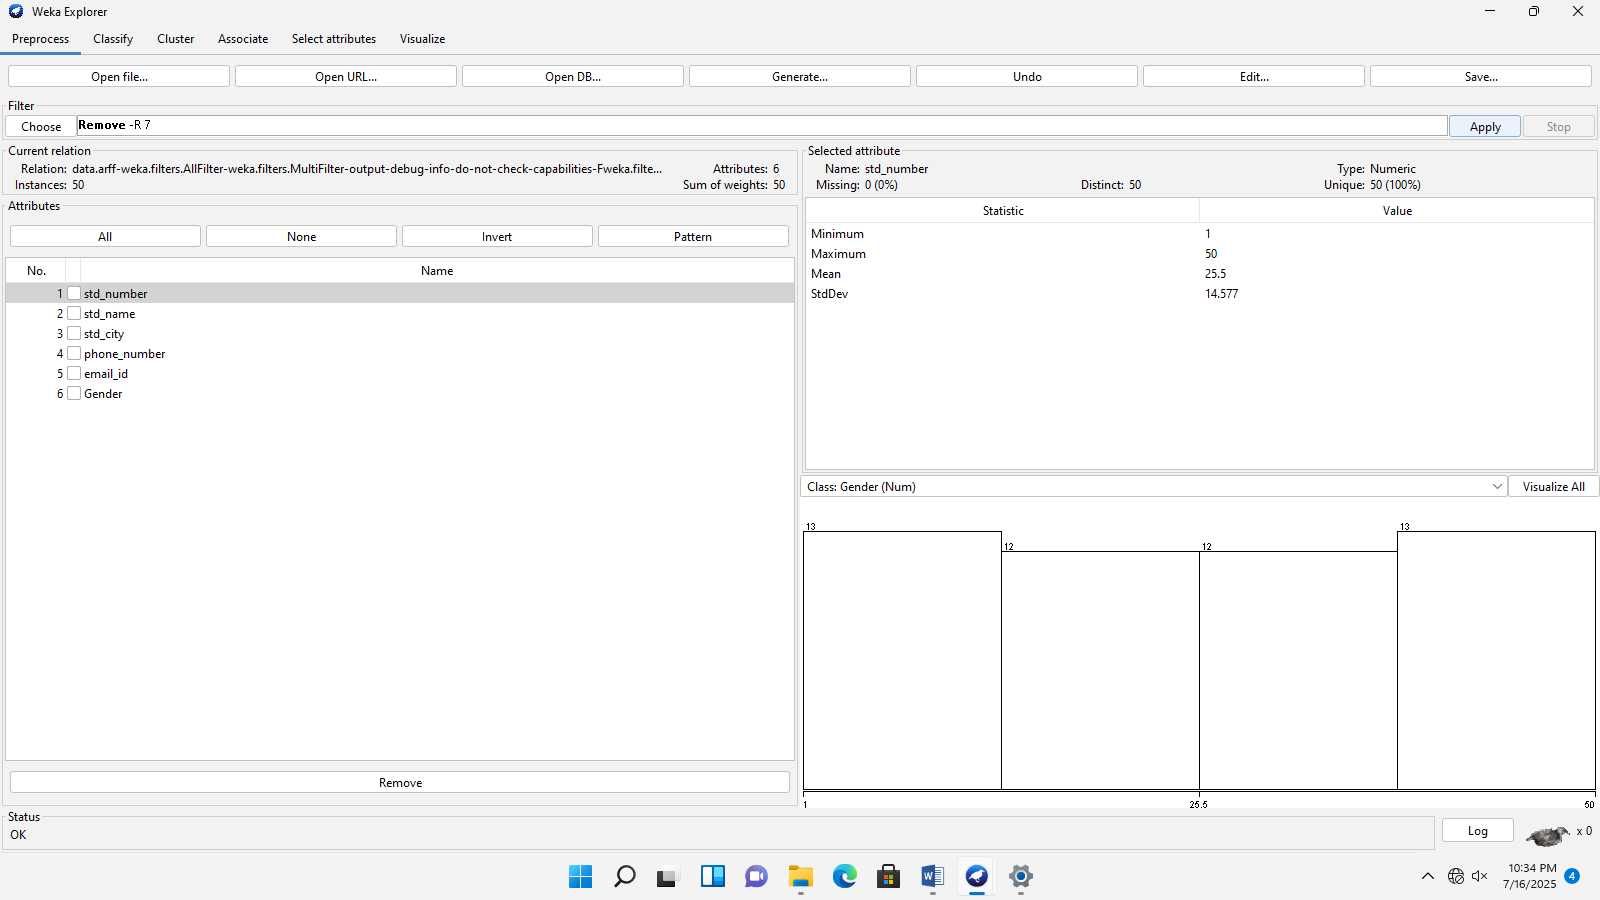 Weka Explorer
Preprocess Classify Cluster Associate Select attributes Visualize
Open file... Open URL... Open DB... Generate... Undo Edit... Save...
Filter
Choose Remove -R 7 Apply Stop
Current relation
Relation: data.arff-weka.filters.AllFilter-weka.filters.MultiFilter-output-debug-info-do-not-check-capabilities-Fweka.filte... Attributes: 6
Instances: 50 Sum of weights: 50
Attributes
All None Invert Pattern
No. Name
1 std_number
2 std_name
3 std_city
4 phone_number
5 email_id
6 Gender
Remove
Selected attribute
Name: std_number Type: Numeric
Missing: 0 (0%) Distinct: 50 Unique: 50 (100%)
Statistic Value
Minimum 1
Maximum 50
Mean 25.5
StdDev 14.577
Class: Gender (Num) Visualize All
13 12 12 13
1 25.5 50
Status
OK
Log x 0
10:34 PM
7/16/2025 4